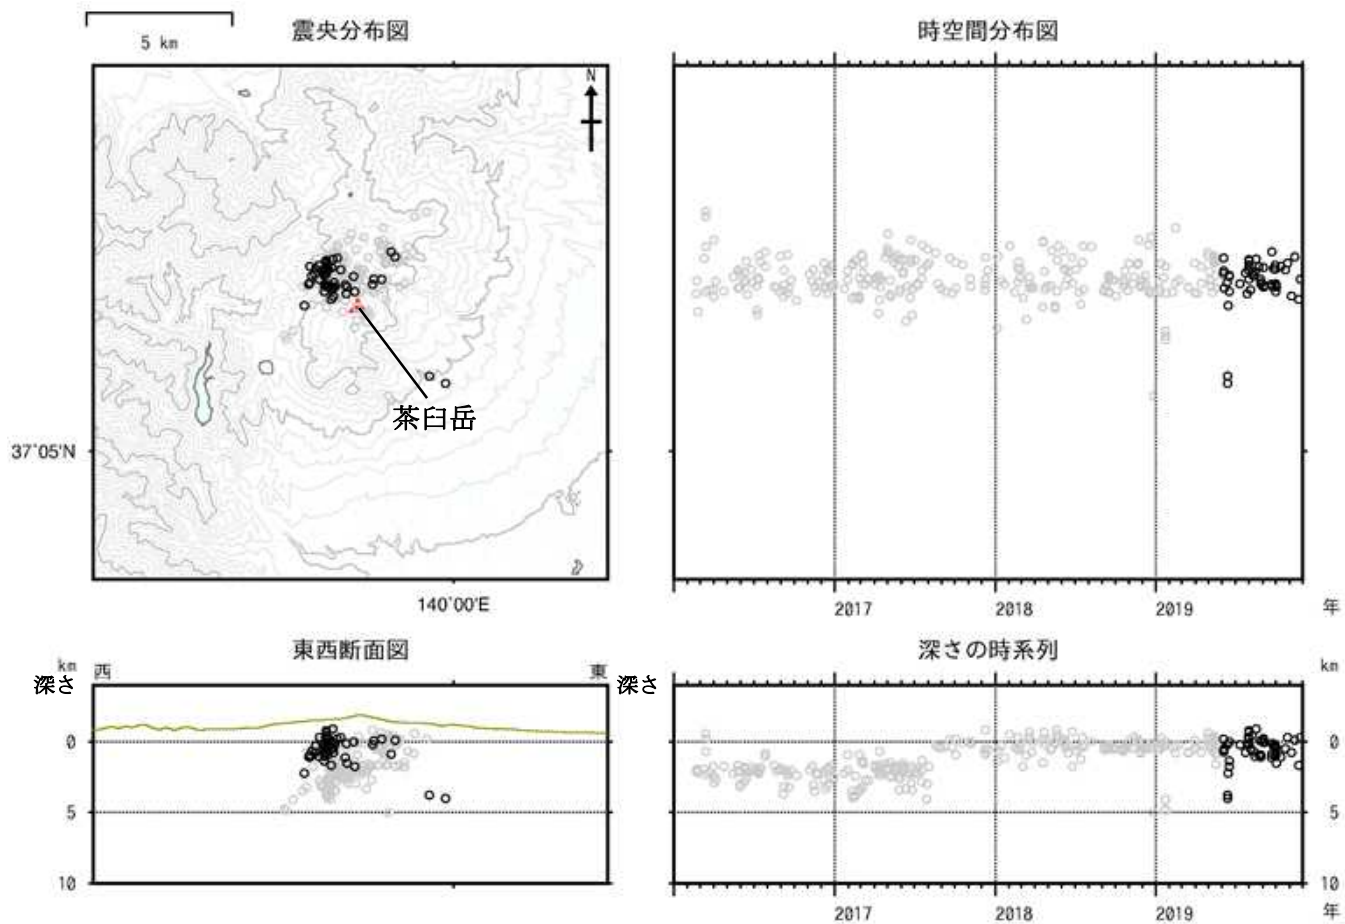 5 km
震央分布図
時空間分布図
N
茶臼岳
37°05'N
140°00'E
2017
2018
2019
年
東西断面図
深さの時系列
km
西
東
深さ
0
5
10
深さ
km
0
5
10
2017
2018
2019
年